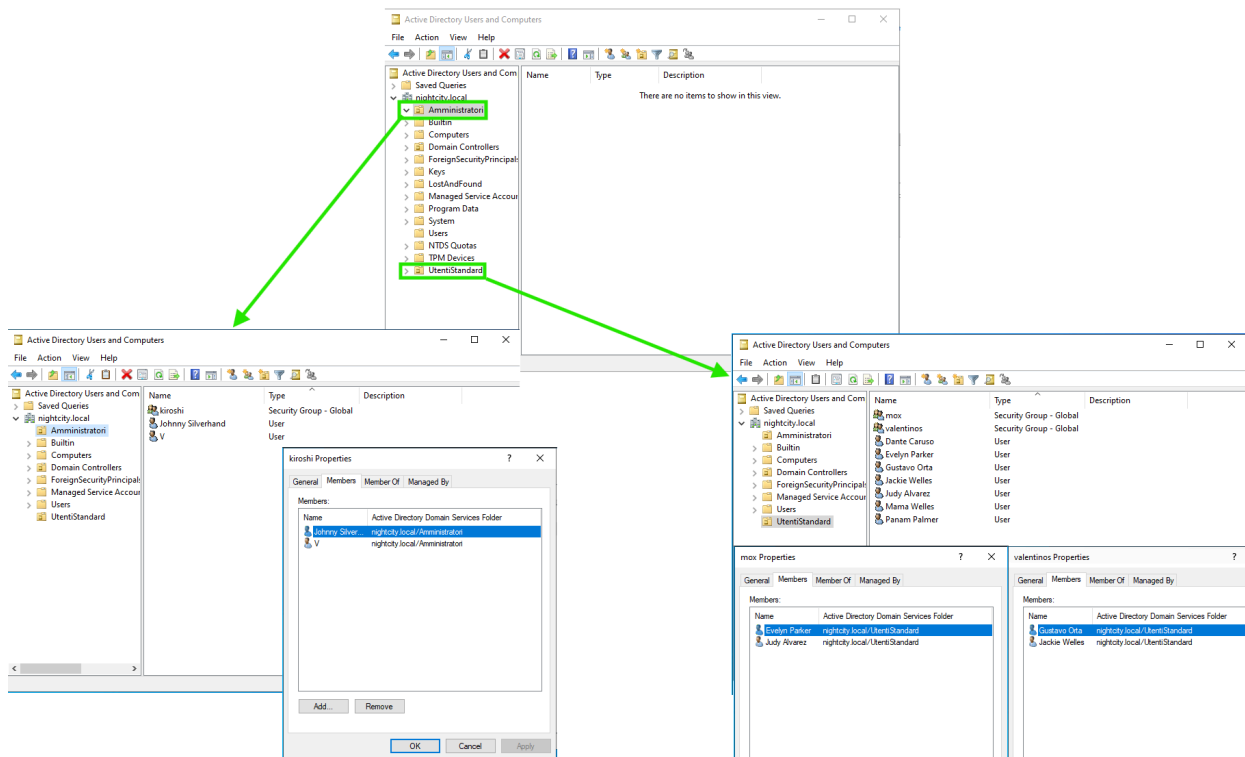 Active Directory Users and Computers
File Action View Help
Active Directory Users and Com
Name Type Description
Saved Queries
There are no items to show in this view.
nightcity.local
Amministratori
Builtin
Computers
Domain Controllers
ForeignSecurityPrincipals
Keys
LostAndFound
Managed Service Accour
Program Data
System
Users
NTDS Quotas
TPM Devices
UtentiStandard
Active Directory Users and Computers
File Action View Help
Active Directory Users and Com
Saved Queries
nightcity.local
Amministratori
Builtin
Computers
Domain Controllers
ForeignSecurityPrincipals
Managed Service Accour
Users
UtentiStandard
Name Type Description
kiroshi Security Group - Global
Johnny Silverhand User
V User
kiroshi Properties ?
General Members Member Of Managed By
Members:
Name Active Directory Domain Services Folder
Johnny Silver... nightcity.local/Amministratori
V nightcity.local/Amministratori
Add... Remove
OK Cancel Apply
Active Directory Users and Computers
File Action View Help
Active Directory Users and Com
Saved Queries
nightcity.local
Amministratori
Builtin
Computers
Domain Controllers
ForeignSecurityPrincipals
Managed Service Accour
Users
UtentiStandard
Name Type Description
mox Security Group - Global
valentinos Security Group - Global
Dante Caruso User
Evelyn Parker User
Gustavo Orta User
Jackie Welles User
Judy Alvarez User
Mama Welles User
Panam Palmer User
mox Properties ?
General Members Member Of Managed By
Members:
Name Active Directory Domain Services Folder
Evelyn Parker nightcity.local/UtentiStandard
Judy Alvarez nightcity.local/UtentiStandard
valentinos Properties ?
General Members Member Of Managed By
Members:
Name Active Directory Domain Services Folder
Gustavo Orta nightcity.local/UtentiStandard
Jackie Welles nightcity.local/UtentiStandard